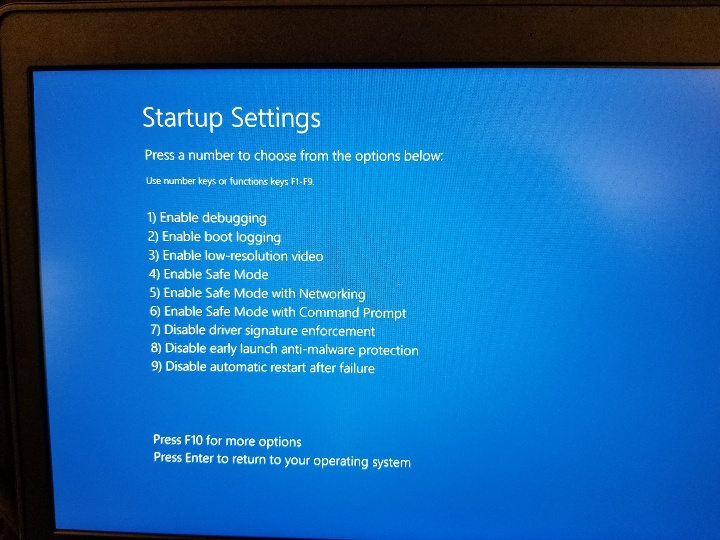 Startup Settings
Press a number to choose from the options below:
Use number keys or functions keys F1-F9.
1) Enable debugging
2) Enable boot logging
3) Enable low-resolution video
4) Enable Safe Mode
5) Enable Safe Mode with Networking
6) Enable Safe Mode with Command Prompt
7) Disable driver signature enforcement
8) Disable early launch anti-malware protection
9) Disable automatic restart after failure
Press F10 for more options
Press Enter to return to your operating system